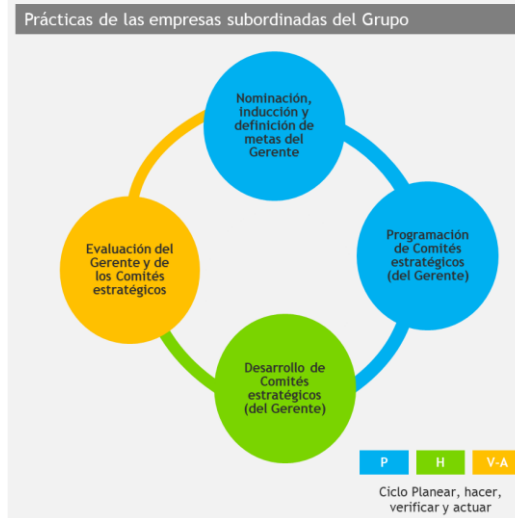 Prácticas de las empresas subordinadas del Grupo
Nominación,
inducción y
definición de
metas del
Gerente
Programación
de Comités
estratégicos
(del Gerente)
Evaluación del
Gerente y de
los Comités
estratégicos
Desarrollo de
Comités
estratégicos
(del Gerente)
P H V-A
Ciclo Planear, hacer,
verificar y actuar